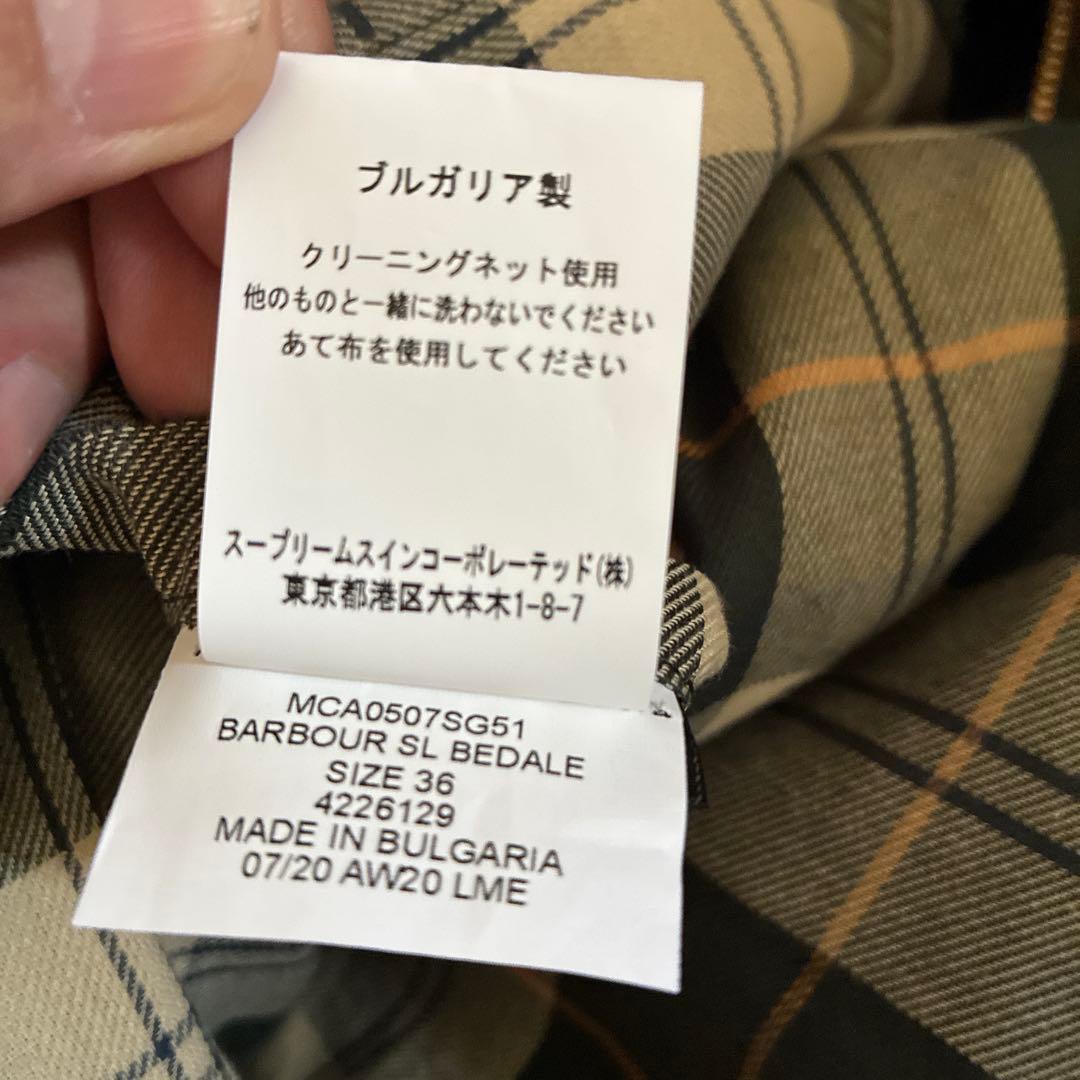 ブルガリア製
クリーニングネット使用
他のものと一緒に洗わないでください
あて布を使用してください
スープリームスインコーポレーテッド(株)
東京都港区六本木1-8-7
MCA0507SG51
BARBOUR SL BEDALE
SIZE 36
4226129
MADE IN BULGARIA
07/20 AW20 LME